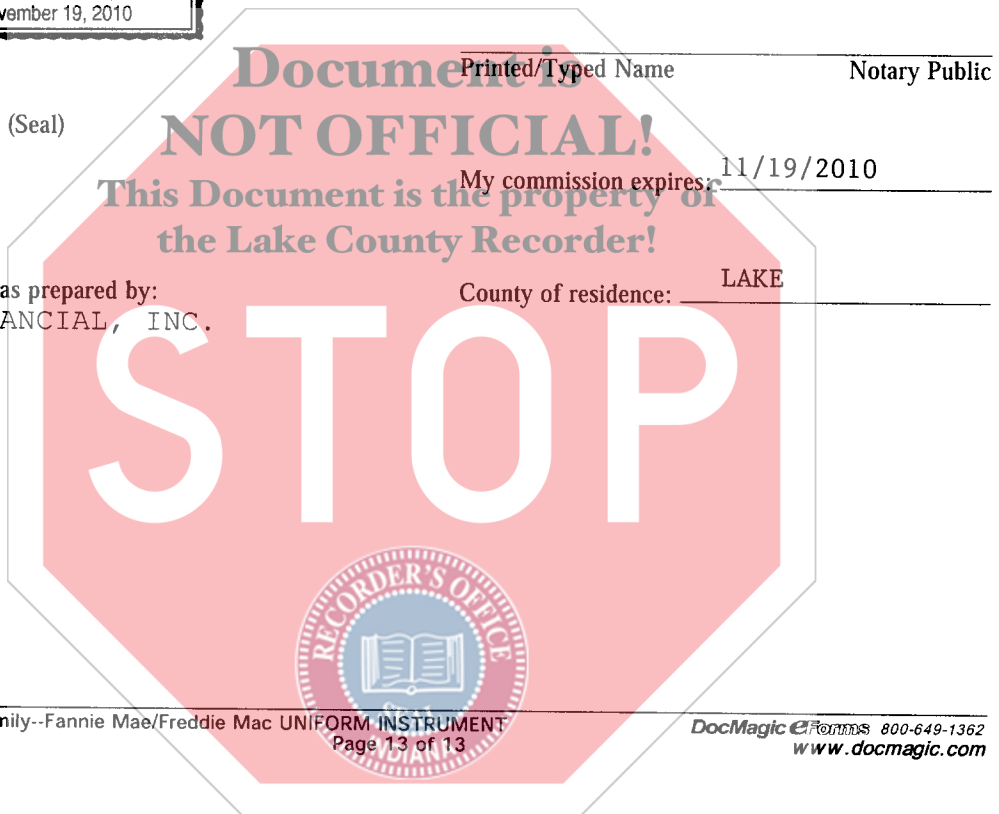 vember 19, 2010
Document is
Printed/Typed Name Notary Public
(Seal)
NOT OFFICIAL!
My commission expires: 11/19/2010
This Document is the property of
the Lake County Recorder!
as prepared by:
County of residence: LAKE
ANCIAL, INC.
STOP
RECORDER'S OFFICE
SEAL
INDIANA
mily--Fannie Mae/Freddie Mac UNIFORM INSTRUMENT
Page 13 of 13
DocMagic eForms 800-649-1362
www.docmagic.com